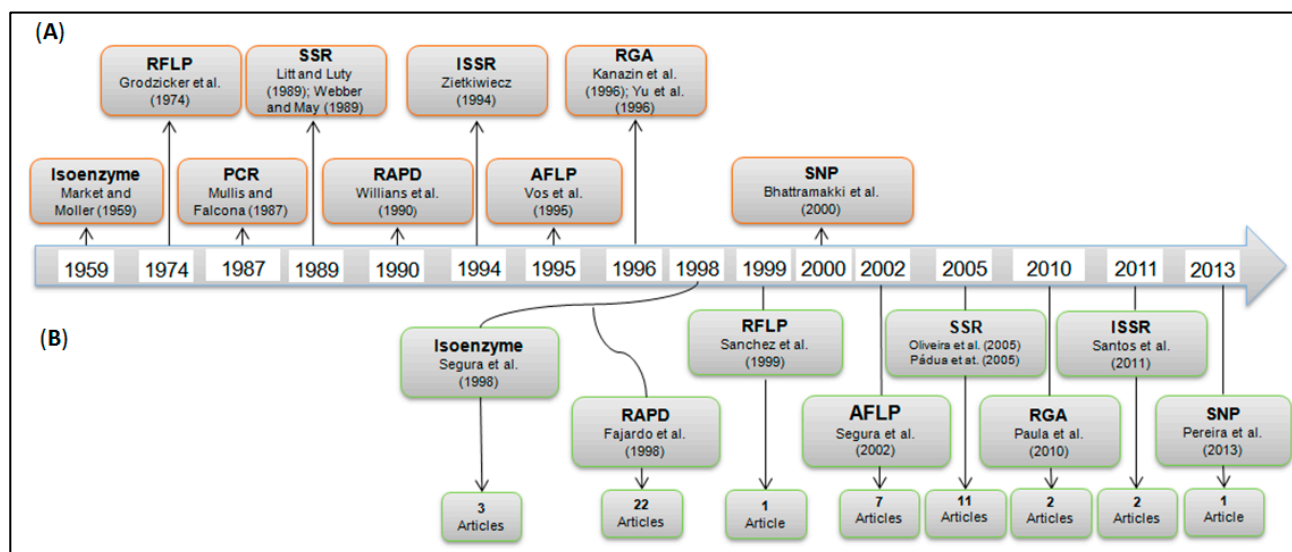 (A)
RFLP
Grodzicker et al.
(1974)
SSR
Litt and Luty
(1989); Webber
and May (1989)
ISSR
Zietkiwiecz
(1994)
RGA
Kanazin et al.
(1996); Yu et al.
(1996)
Isoenzyme
Market and
Moller (1959)
PCR
Mullis and
Falcona (1987)
RAPD
Willians et al.
(1990)
AFLP
Vos et al.
(1995)
SNP
Bhattramakki et al.
(2000)
1959
1974
1987
1989
1990
1994
1995
1996
1998
1999
2000
2002
2005
2010
2011
2013
(B)
Isoenzyme
Segura et al.
(1998)
RAPD
Fajardo et al.
(1998)
RFLP
Sanchez et al.
(1999)
AFLP
Segura et al.
(2002)
SSR
Oliveira et al. (2005)
Pádua et at. (2005)
RGA
Paula et al.
(2010)
ISSR
Santos et al.
(2011)
SNP
Pereira et al.
(2013)
3
Articles
22
Articles
1
Article
7
Articles
11
Articles
2
Articles
2
Articles
1
Article